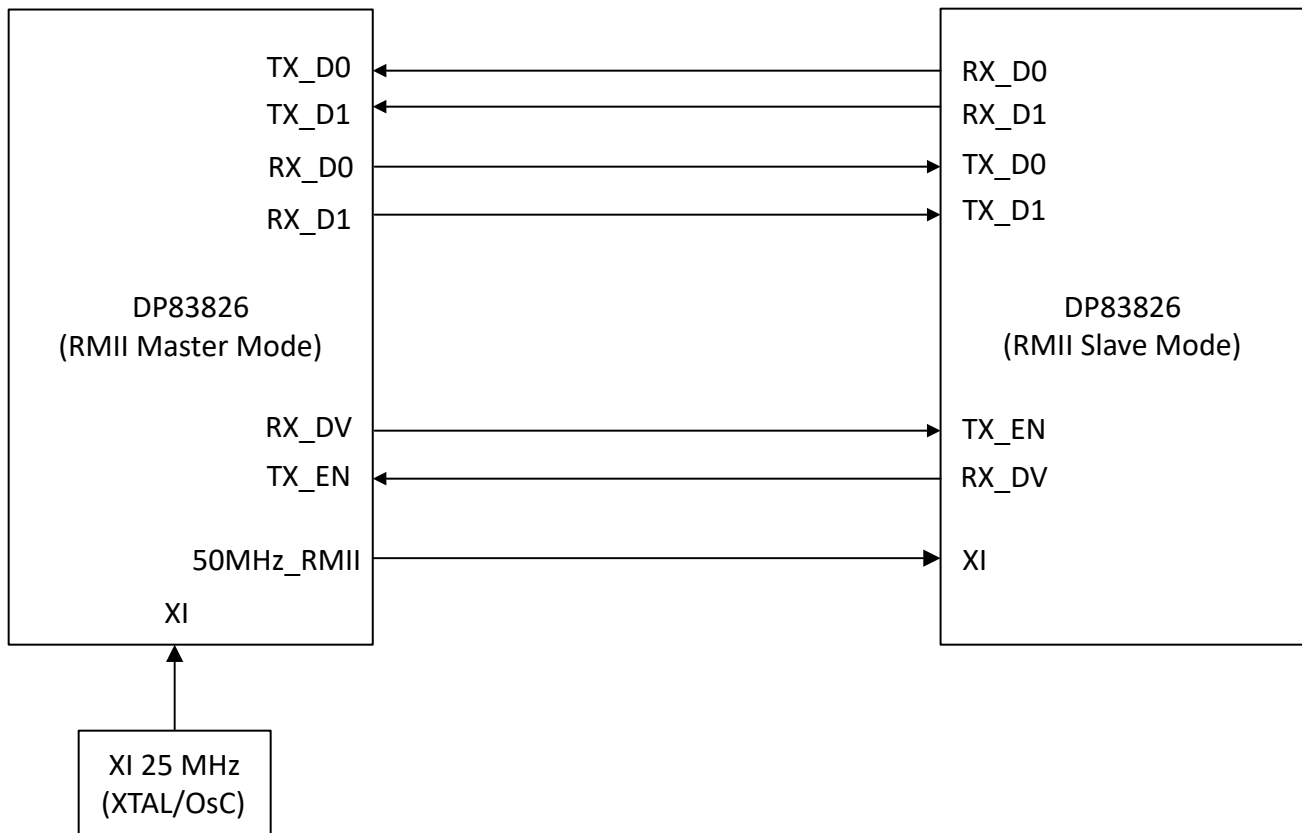 TX_D0
TX_D1
RX_D0
RX_D1
DP83826
(RMII Master Mode)
RX_DV
TX_EN
50MHz_RMII
XI
XI 25 MHz
(XTAL/OsC)
RX_D0
RX_D1
TX_D0
TX_D1
DP83826
(RMII Slave Mode)
TX_EN
RX_DV
XI